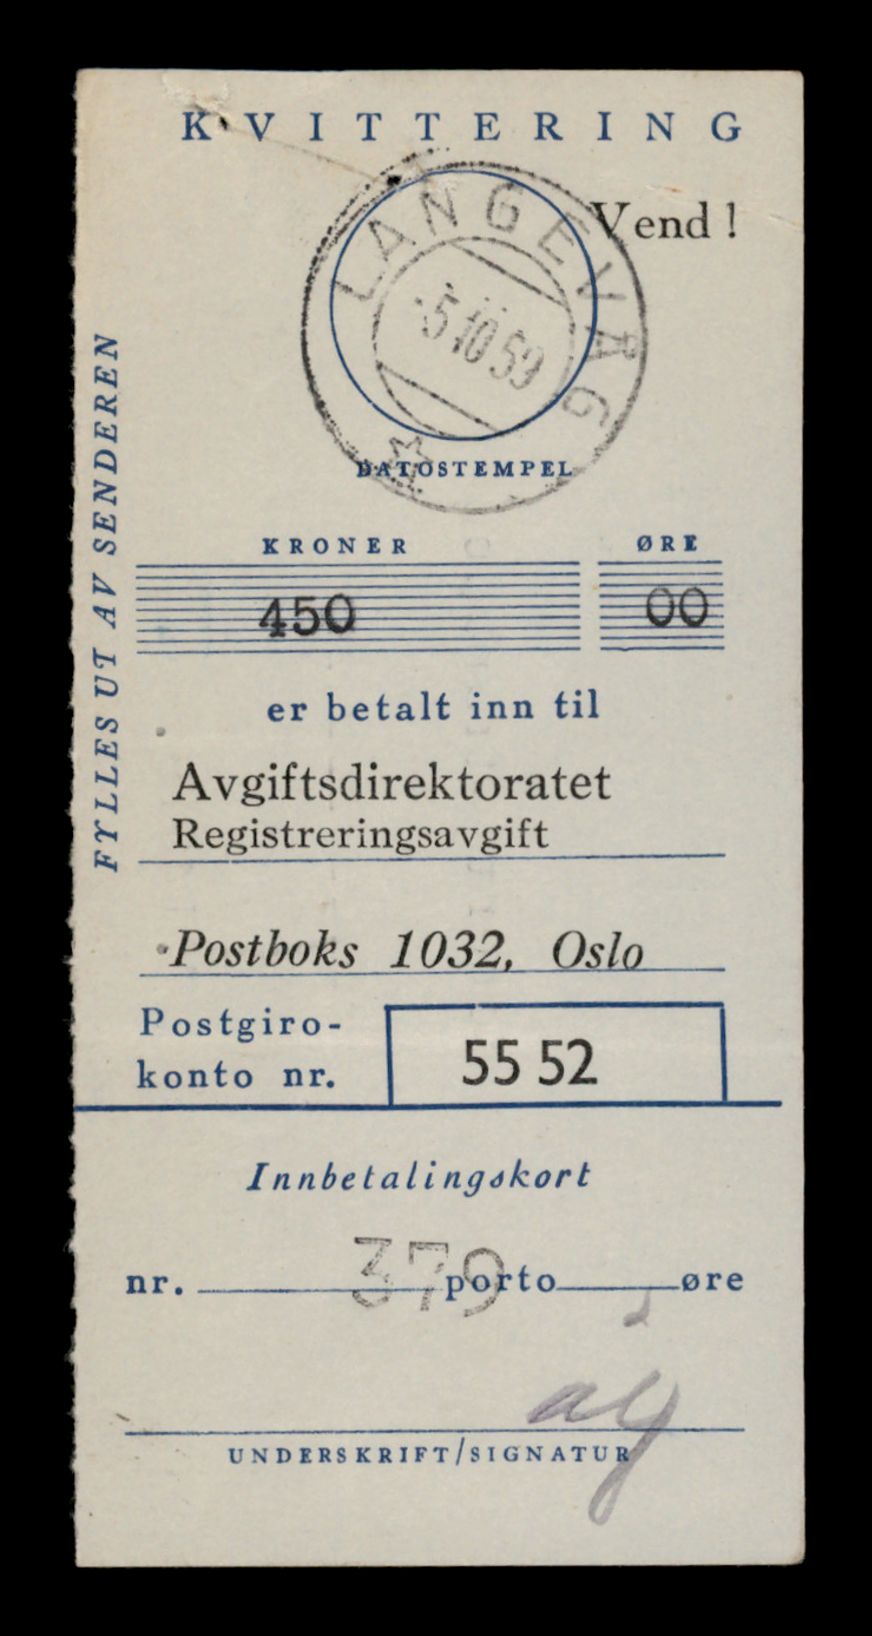 KVITTERING
Vend !
LANGEVÅG
-5.10.59
DATOSTEMPEL
FYLLES UT AV SENDEREN
KRONER ØRE
450 00
er betalt inn til
Avgiftsdirektoratet
Registreringsavgift
Postboks 1032, Oslo
Postgiro-
konto nr. 55 52
Innbetalingskort
nr. 379 porto øre
UNDERSKRIFT/SIGNATUR